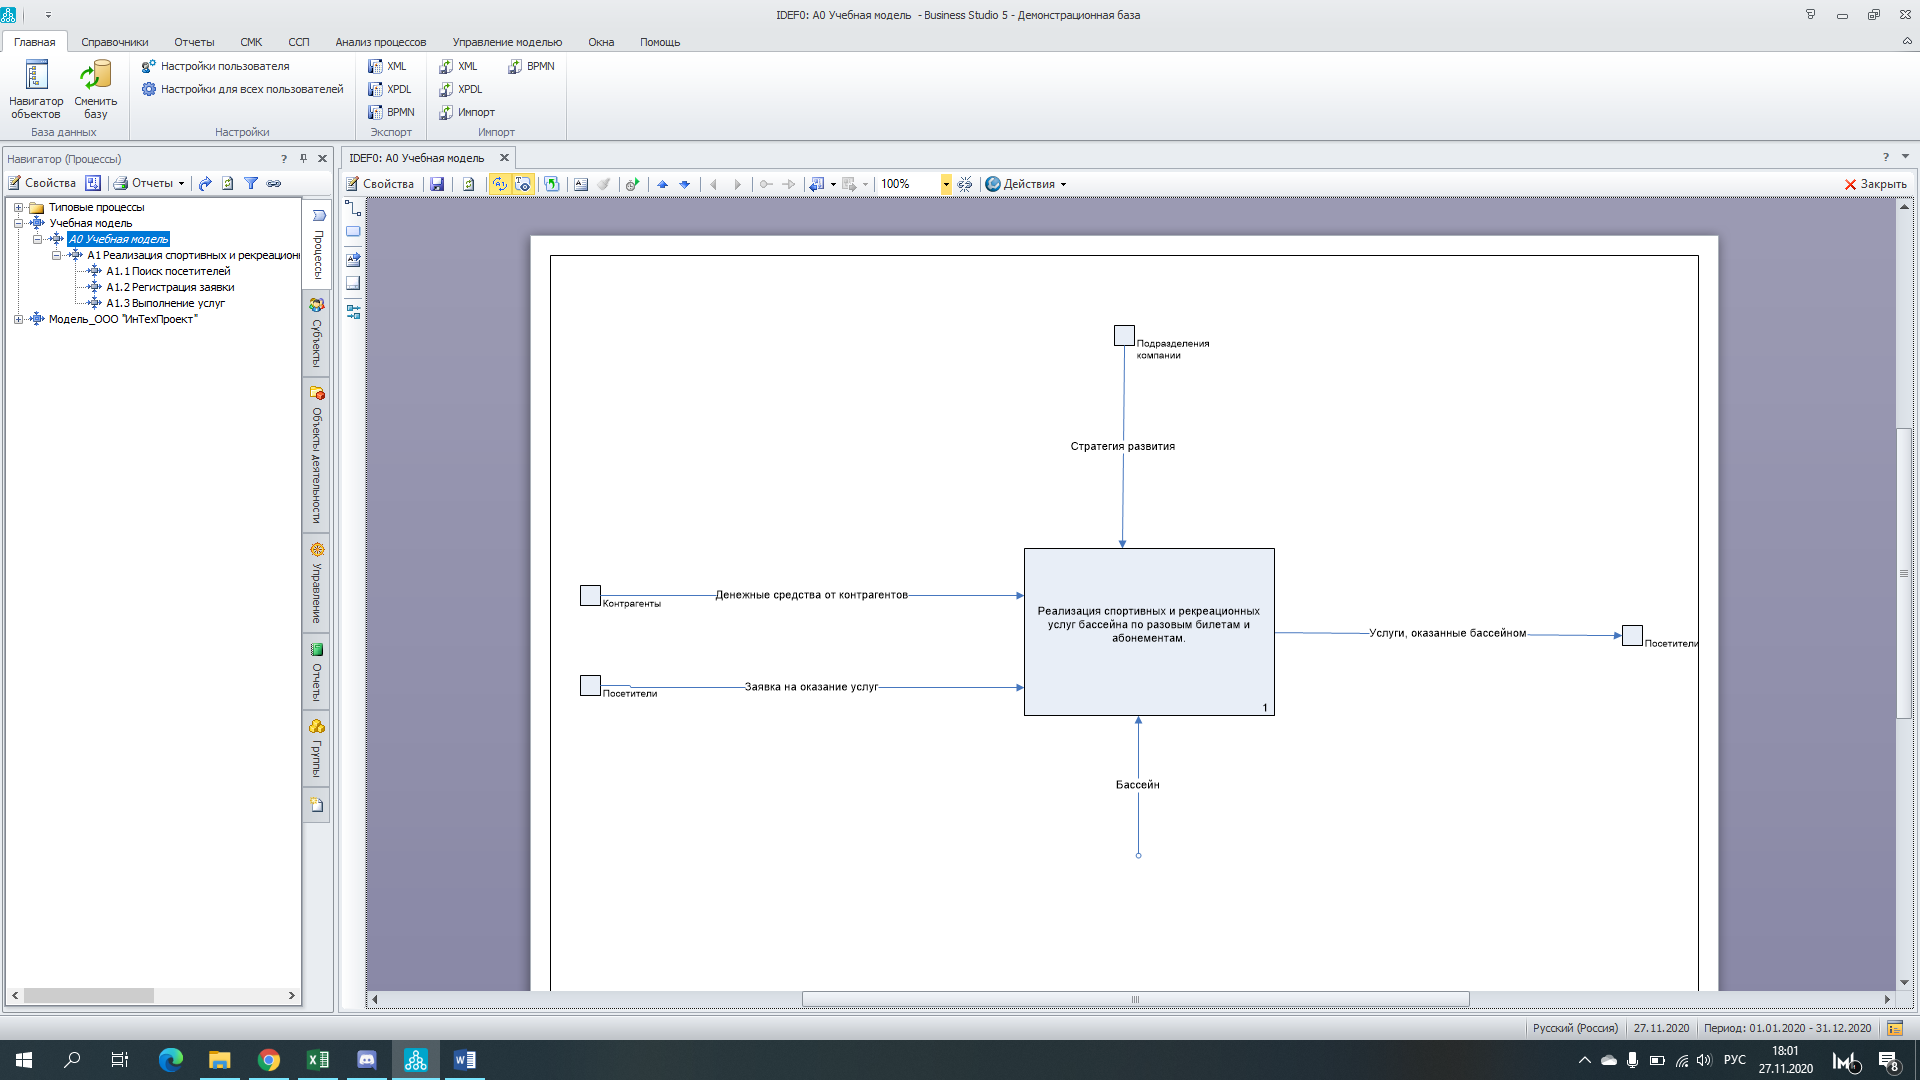 IDEF0: A0 Учебная модель - Business Studio 5 - Демонстрационная база
Главная Справочники Отчеты СМК ССП Анализ процессов Управление моделью Окна Помощь
Навигатор объектов
Сменить базу
База данных
Настройки пользователя
Настройки для всех пользователей
Настройки
XML
XPDL
BPMN
Экспорт
XML BPMN
XPDL
Импорт
Импорт
Навигатор (Процессы) ?
Свойства Отчеты
Типовые процессы
Учебная модель
A0 Учебная модель
A1 Реализация спортивных и рекреацион
A1.1 Поиск посетителей
A1.2 Регистрация заявки
A1.3 Выполнение услуг
Модель_ООО "ИнТехПроект"
Процессы
Субъекты
Объекты деятельности
Управление
Отчеты
Группы
IDEF0: A0 Учебная модель ?
Свойства 100% Действия Закрыть
Подразделения
компании
Стратегия развития
Контрагенты
Денежные средства от контрагентов
Посетители
Заявка на оказание услуг
Реализация спортивных и рекреационных
услуг бассейна по разовым билетам и
абонементам.
1
Услуги, оказанные бассейном
Посетители
Бассейн
Русский (Россия) 27.11.2020 Период: 01.01.2020 - 31.12.2020
РУС
18:01
27.11.2020
8